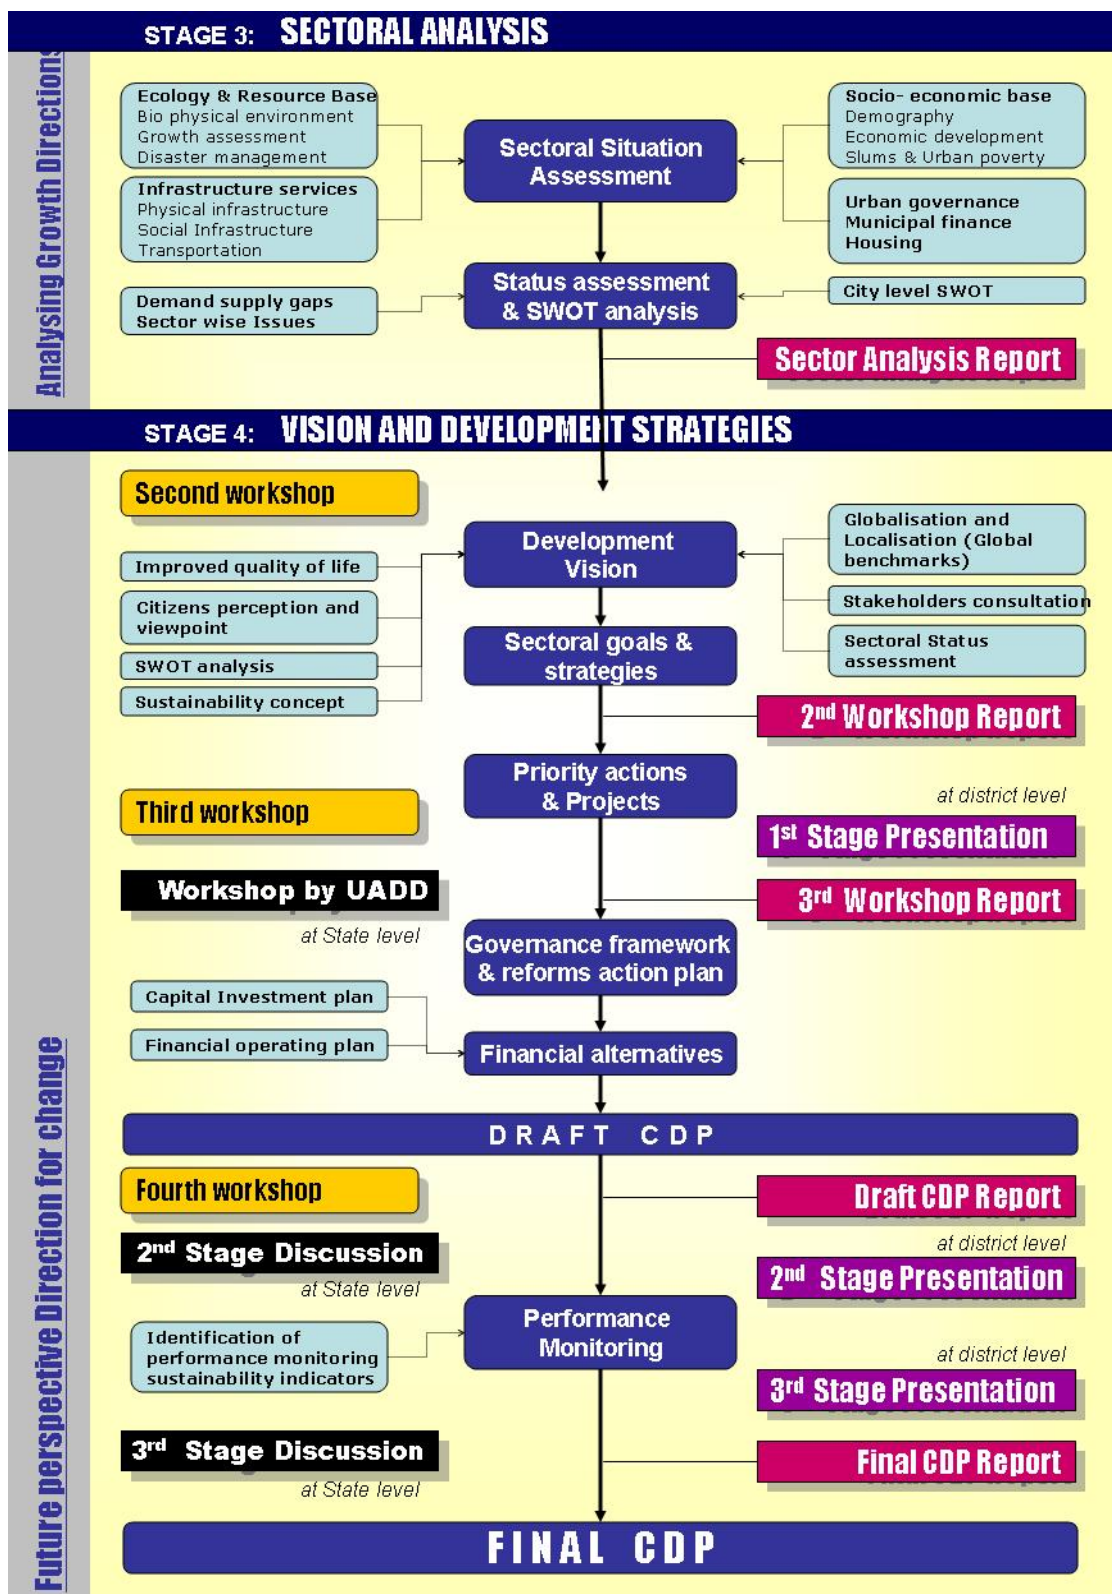 STAGE 3: SECTORAL ANALYSIS
Analysing Growth Directions
Ecology & Resource Base
Bio physical environment
Growth assessment
Disaster management
Infrastructure services
Physical infrastructure
Social Infrastructure
Transportation
Sectoral Situation
Assessment
Socio- economic base
Demography
Economic development
Slums & Urban poverty
Urban governance
Municipal finance
Housing
Demand supply gaps
Sector wise Issues
Status assessment
& SWOT analysis
City level SWOT
Sector Analysis Report
STAGE 4: VISION AND DEVELOPMENT STRATEGIES
Future perspective Direction for change
Second workshop
Improved quality of life
Citizens perception and
viewpoint
SWOT analysis
Sustainability concept
Development
Vision
Globalisation and
Localisation (Global
benchmarks)
Stakeholders consultation
Sectoral Status
assessment
Sectoral goals &
strategies
2nd Workshop Report
Priority actions
& Projects
Third workshop
at district level
1st Stage Presentation
Workshop by UADD
at State level
3rd Workshop Report
Governance framework
& reforms action plan
Capital Investment plan
Financial operating plan
Financial alternatives
DRAFT CDP
Fourth workshop
Draft CDP Report
2nd Stage Discussion
at State level
at district level
2nd Stage Presentation
Performance
Monitoring
Identification of
performance monitoring
sustainability indicators
at district level
3rd Stage Presentation
3rd Stage Discussion
at State level
Final CDP Report
FINAL CDP